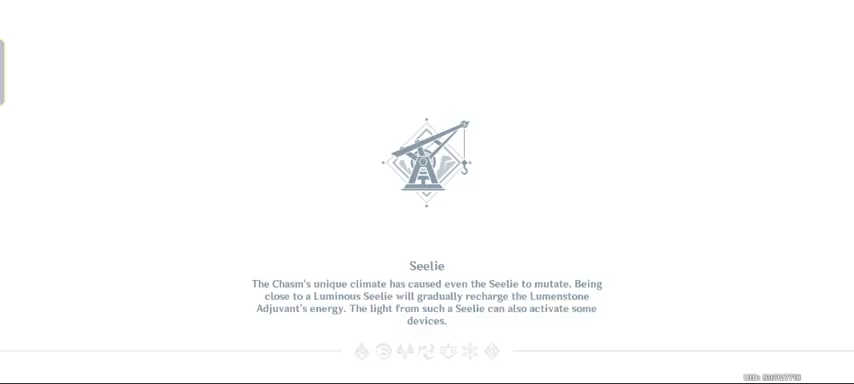 Seelie
The Chasm's unique climate has caused even the Seelie to mutate. Being
close to a Luminous Seelie will gradually recharge the Lumenstone
Adjuvant's energy. The light from such a Seelie can also activate some
devices.
UID: